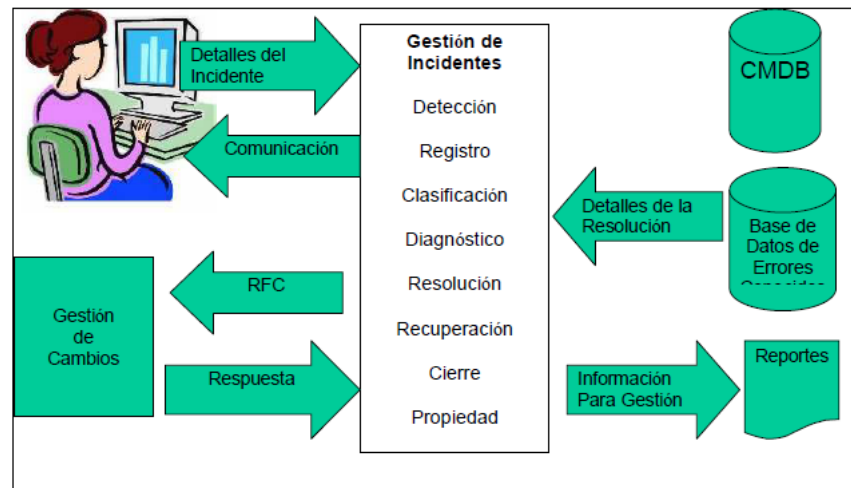 Detalles del
Incidente
Comunicación
Gestión de
Incidentes
Detección
Registro
Clasificación
Diagnóstico
Resolución
Recuperación
Cierre
Propiedad
CMDB
Detalles de la
Resolución
Base de
Datos de
Errores
RFC
Gestión
de
Cambios
Respuesta
Información
Para Gestión
Reportes